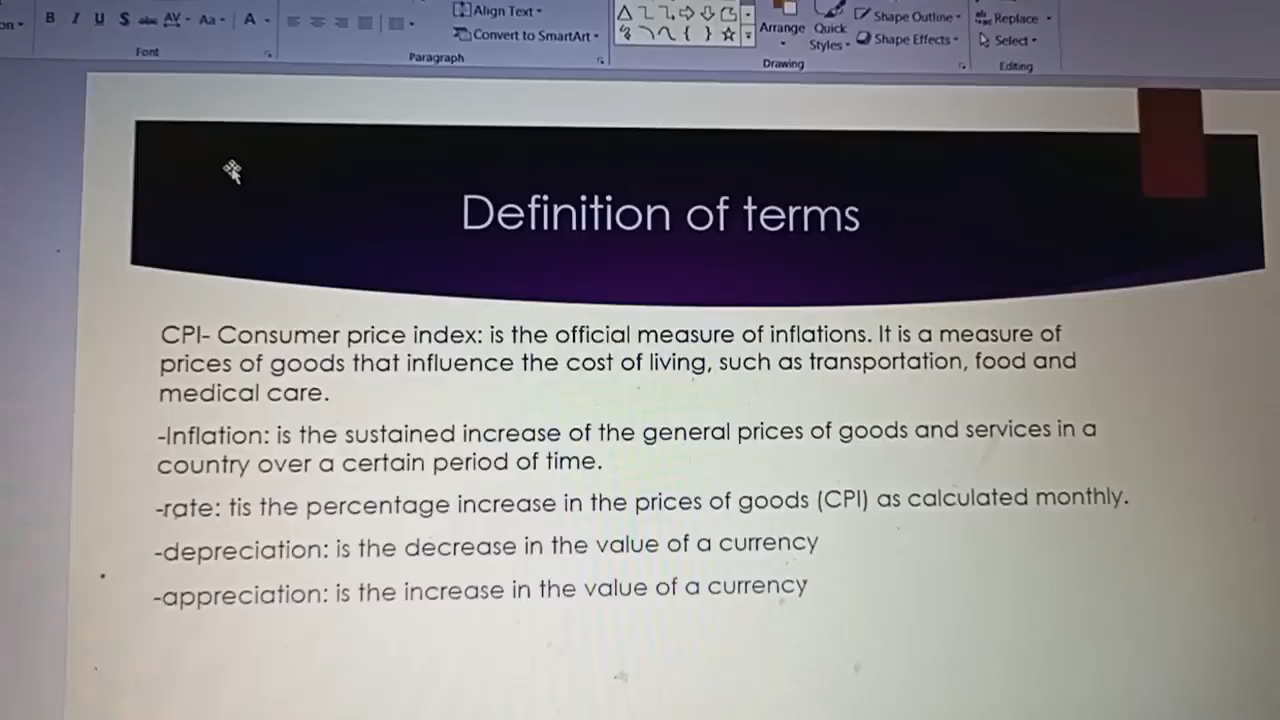 on
B I U S abc AV Aa A
Align Text
Convert to SmartArt
Arrange
Quick
Styles
Shape Outline
Shape Effects
Replace
Select
Font
Paragraph
Drawing
Editing
Definition of terms
CPI- Consumer price index: is the official measure of inflations. It is a measure of
prices of goods that influence the cost of living, such as transportation, food and
medical care.
-Inflation: is the sustained increase of the general prices of goods and services in a
country over a certain period of time.
-rate: tis the percentage increase in the prices of goods (CPI) as calculated monthly.
-depreciation: is the decrease in the value of a currency
-appreciation: is the increase in the value of a currency